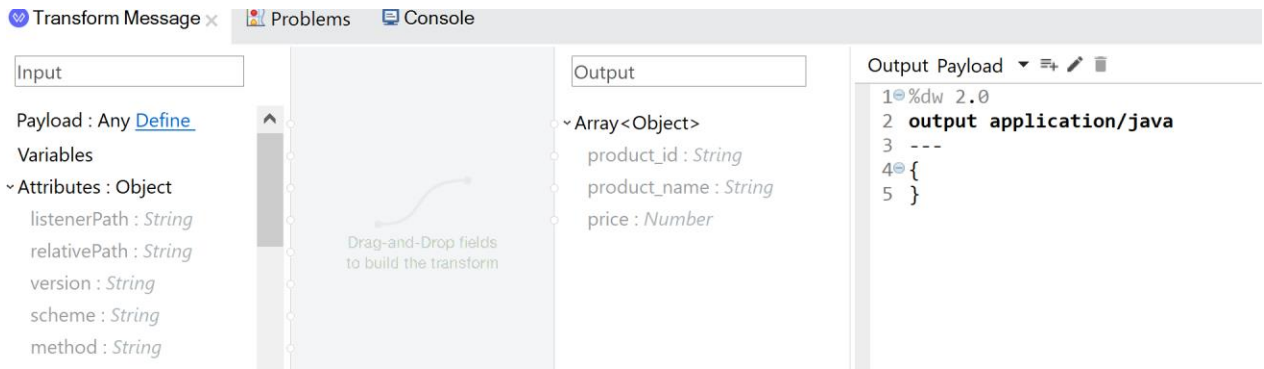 Transform Message
Problems
Console
Input
Payload : Any Define
Variables
Attributes : Object
listenerPath : String
relativePath : String
version : String
scheme : String
method : String
Drag-and-Drop fields
to build the transform
Output
Array<Object>
product_id : String
product_name : String
price : Number
Output Payload
1 %dw 2.0
2 output application/java
3 ---
4 {
5 }